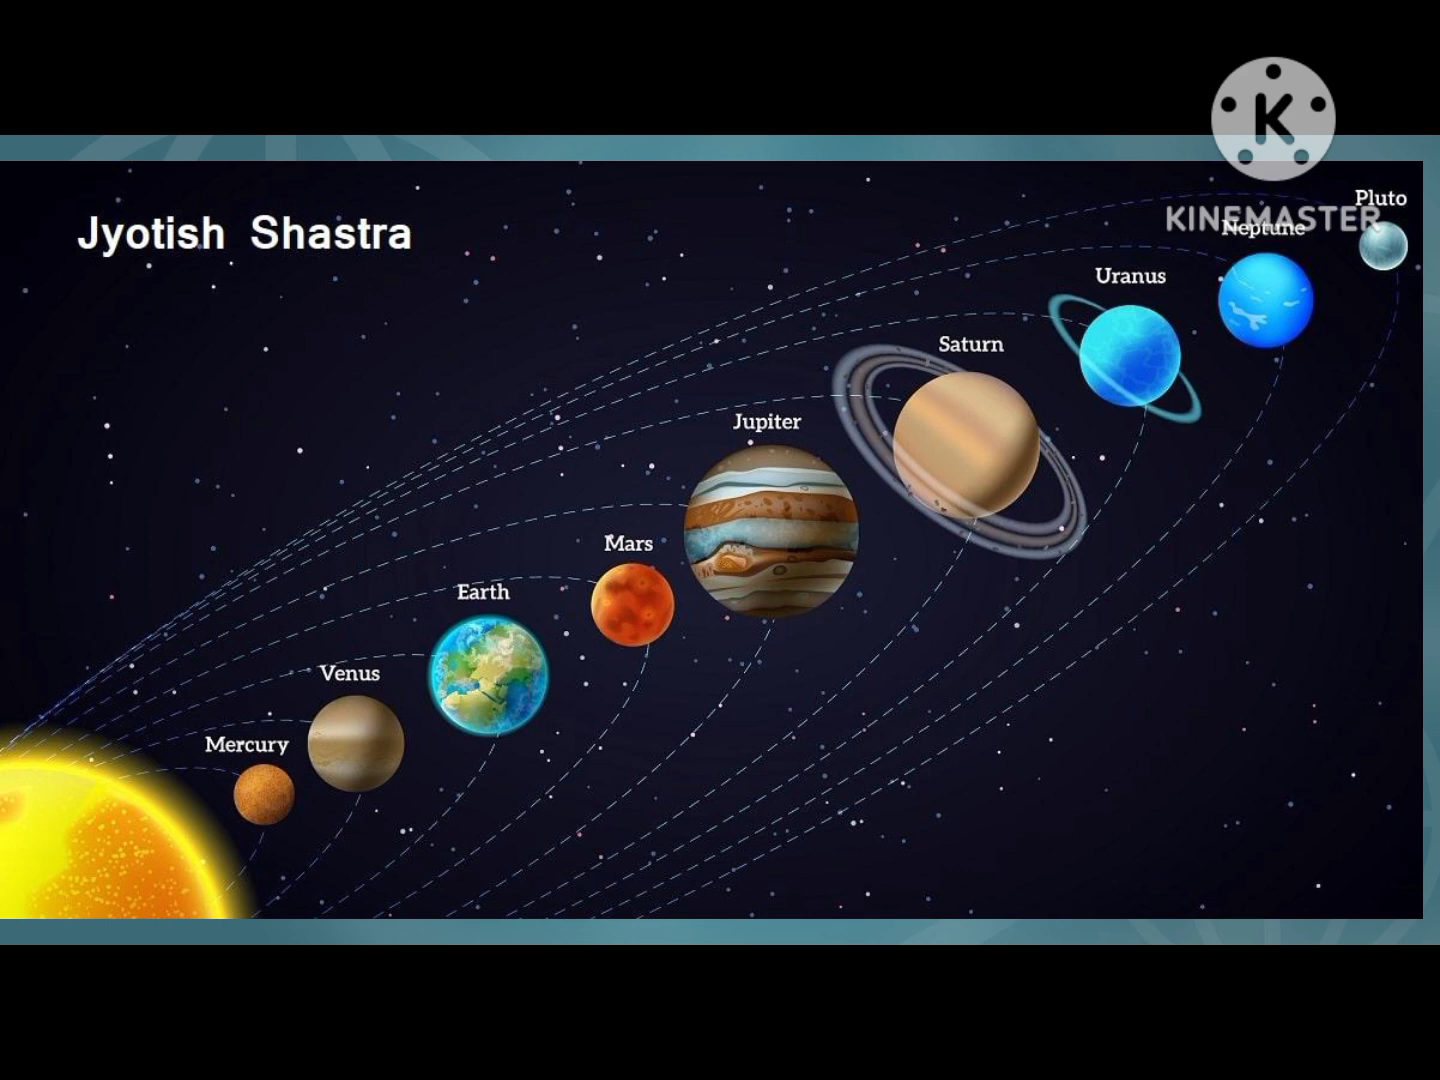 Jyotish Shastra
K
KINEMASTER
Pluto
Neptune
Uranus
Saturn
Jupiter
Mars
Earth
Venus
Mercury